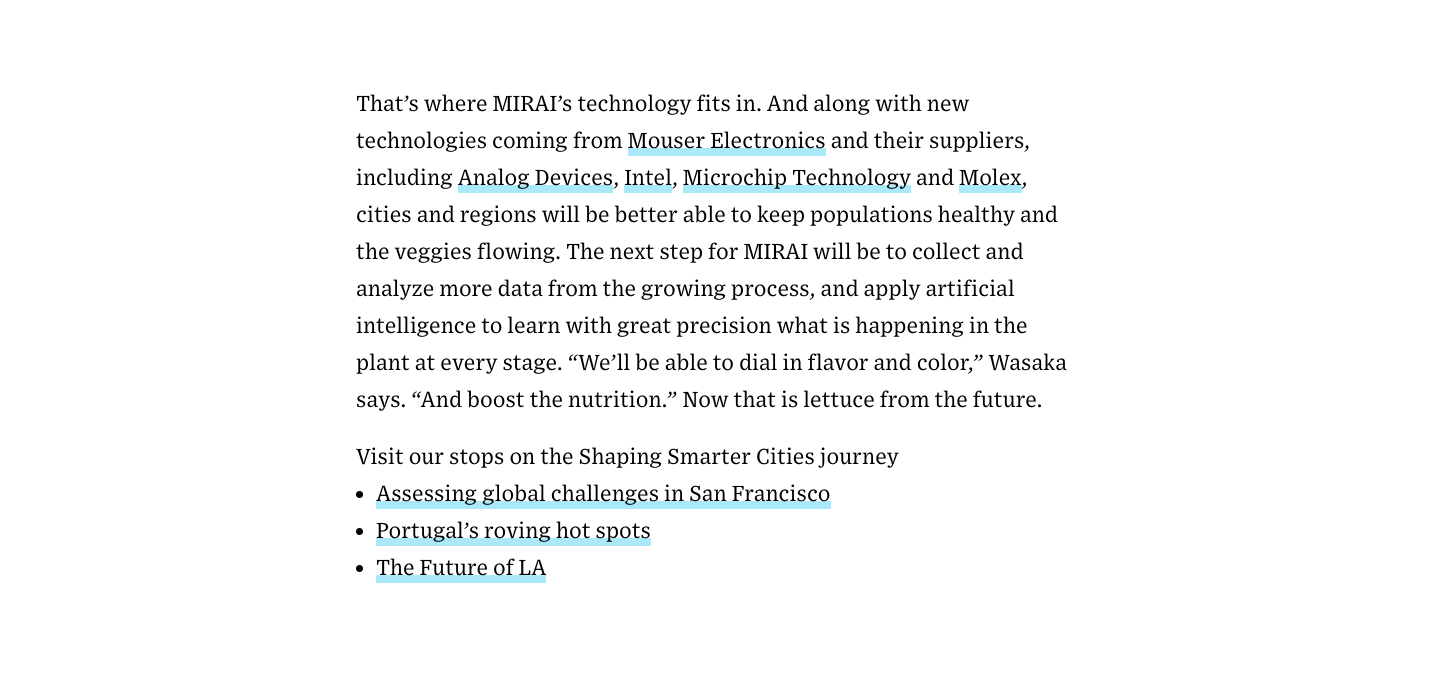 That’s where MIRAI’s technology fits in. And along with new
technologies coming from Mouser Electronics and their suppliers,
including Analog Devices, Intel, Microchip Technology and Molex,
cities and regions will be better able to keep populations healthy and
the veggies flowing. The next step for MIRAI will be to collect and
analyze more data from the growing process, and apply artificial
intelligence to learn with great precision what is happening in the
plant at every stage. “We’ll be able to dial in flavor and color,” Wasaka
says. “And boost the nutrition.” Now that is lettuce from the future.
Visit our stops on the Shaping Smarter Cities journey
• Assessing global challenges in San Francisco
• Portugal’s roving hot spots
• The Future of LA